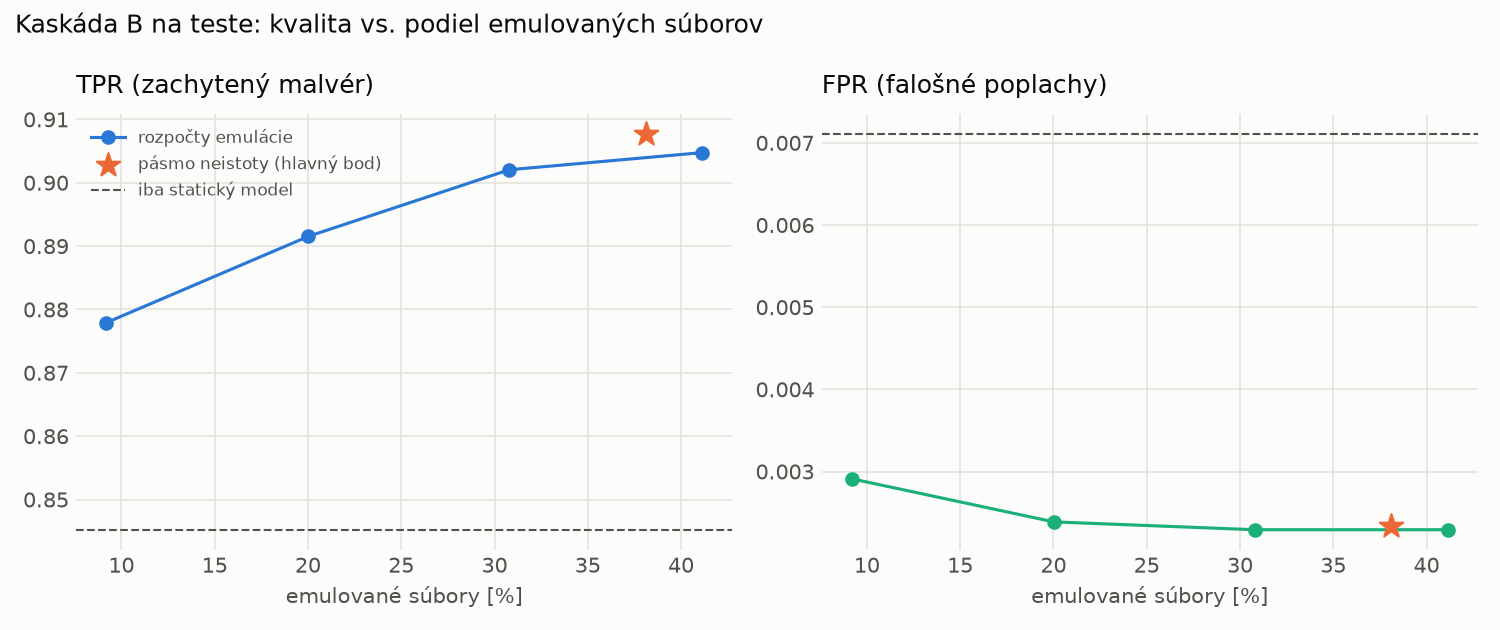 Kaskáda B na teste: kvalita vs. podiel emulovaných súborov
TPR (zachytený malvér)
0.91
0.90
0.89
0.88
0.87
0.86
0.85
rozpočty emulácie
pásmo neistoty (hlavný bod)
iba statický model
10 15 20 25 30 35 40
emulované súbory [%]
FPR (falošné poplachy)
0.007
0.006
0.005
0.004
0.003
10 15 20 25 30 35 40
emulované súbory [%]